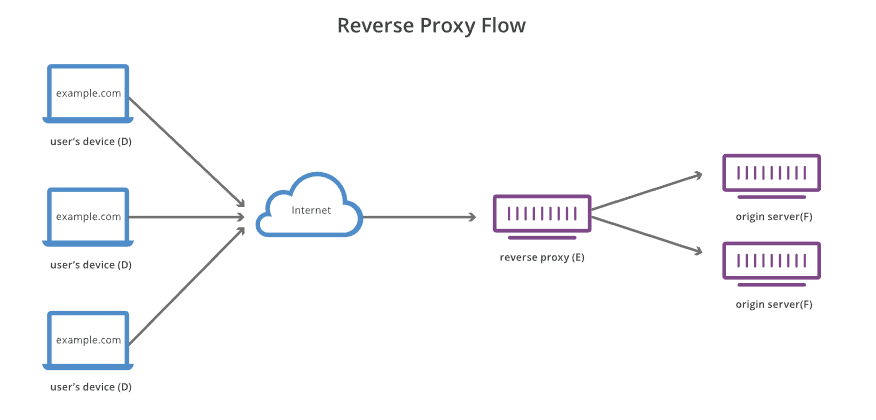 Reverse Proxy Flow
example.com
user's device (D)
example.com
user's device (D)
example.com
user's device (D)
Internet
reverse proxy (E)
origin server(F)
origin server(F)